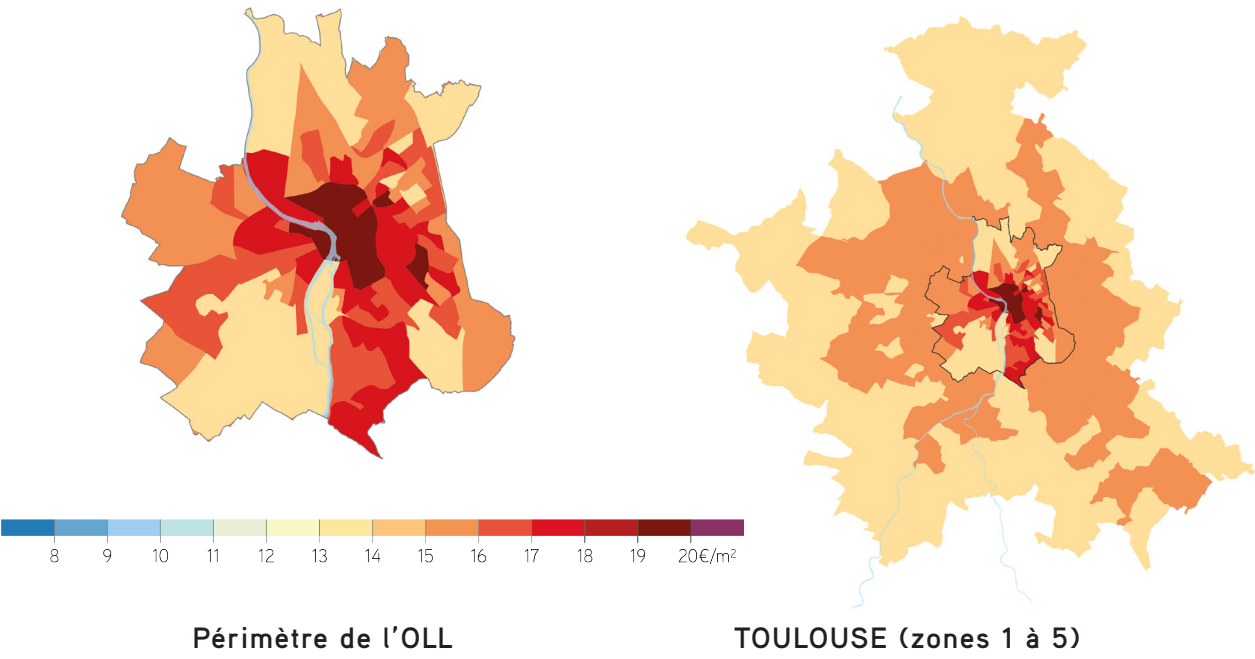 8 9 10 11 12 13 14 15 16 17 18 19 20€/m²
Périmètre de l'OLL
TOULOUSE (zones 1 à 5)